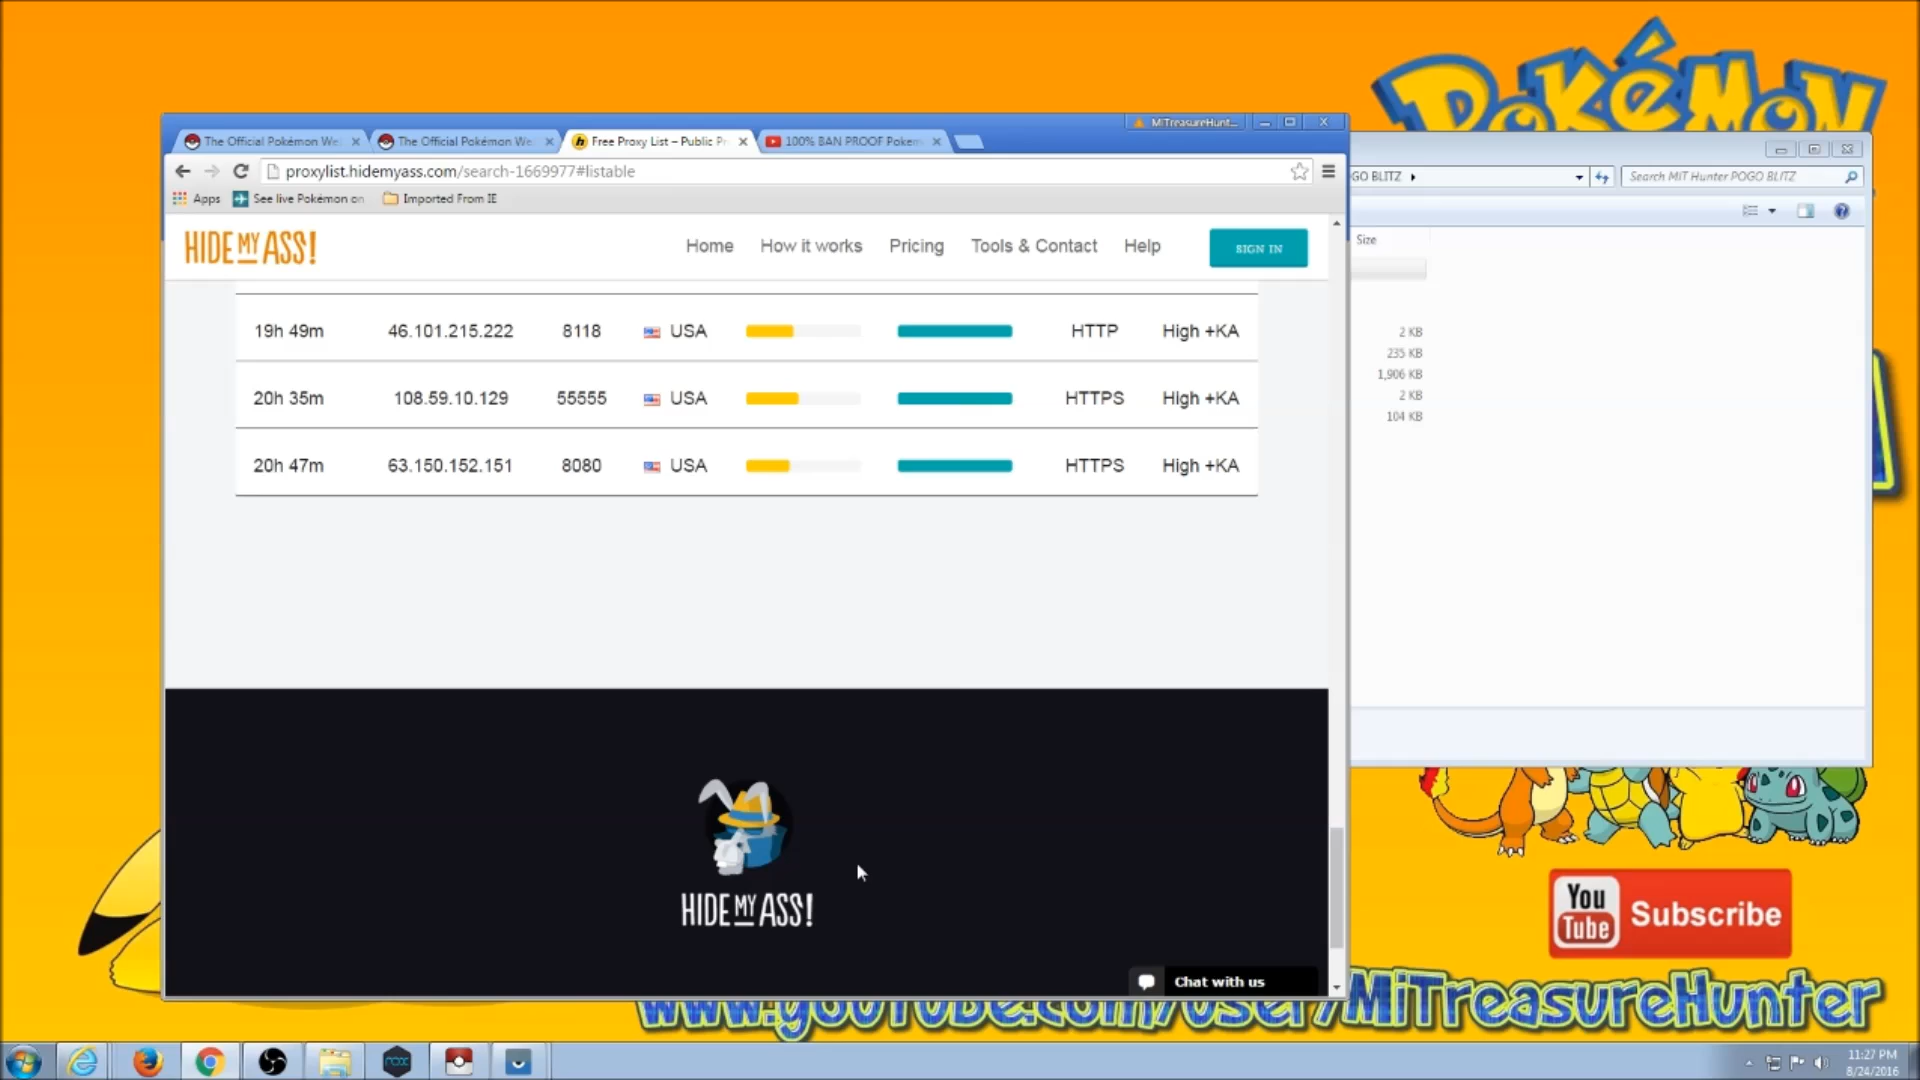 POKéMON
MiTreasureHunt...
The Official Pokémon We
The Official Pokémon We
Free Proxy List – Public Pr
100% BAN PROOF Pokem
proxylist.hidemyass.com/search-1669977#listable
GO BLITZ
Search MIT Hunter POGO BLITZ
Apps
See live Pokémon on
Imported From IE
HIDE MY ASS!
Home
How it works
Pricing
Tools & Contact
Help
SIGN IN
Size
19h 49m 46.101.215.222 8118 USA HTTP High +KA
20h 35m 108.59.10.129 55555 USA HTTPS High +KA
20h 47m 63.150.152.151 8080 USA HTTPS High +KA
2 KB
235 KB
1,906 KB
2 KB
104 KB
HIDE MY ASS!
Chat with us
You Tube
Subscribe
www.youtube.com/user/MiTreasureHunter
nox
11:27 PM
8/24/2016